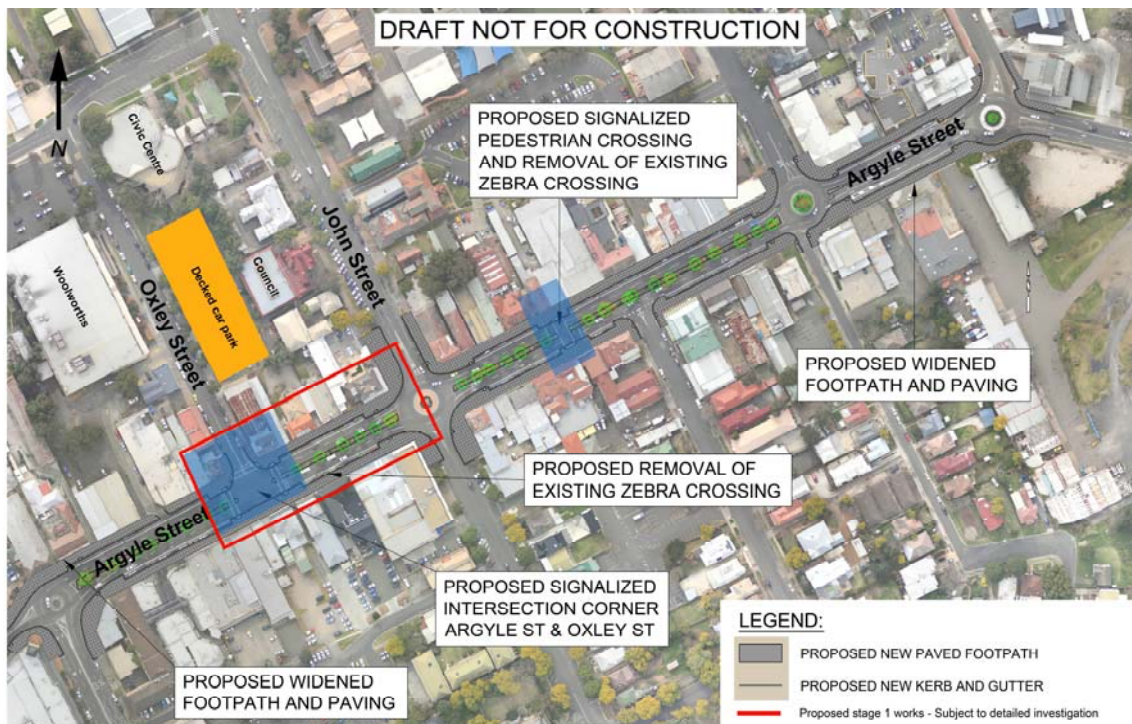 DRAFT NOT FOR CONSTRUCTION
N
Civic Centre
PROPOSED SIGNALIZED
PEDESTRIAN CROSSING
AND REMOVAL OF EXISTING
ZEBRA CROSSING
Argyle Street
John Street
Woolworths
Oxley Street
Decked car park
Council
PROPOSED WIDENED
FOOTPATH AND PAVING
PROPOSED REMOVAL OF
EXISTING ZEBRA CROSSING
Argyle Street
PROPOSED SIGNALIZED
INTERSECTION CORNER
ARGYLE ST & OXLEY ST
PROPOSED WIDENED
FOOTPATH AND PAVING
LEGEND:
PROPOSED NEW PAVED FOOTPATH
PROPOSED NEW KERB AND GUTTER
Proposed stage 1 works - Subject to detailed investigation